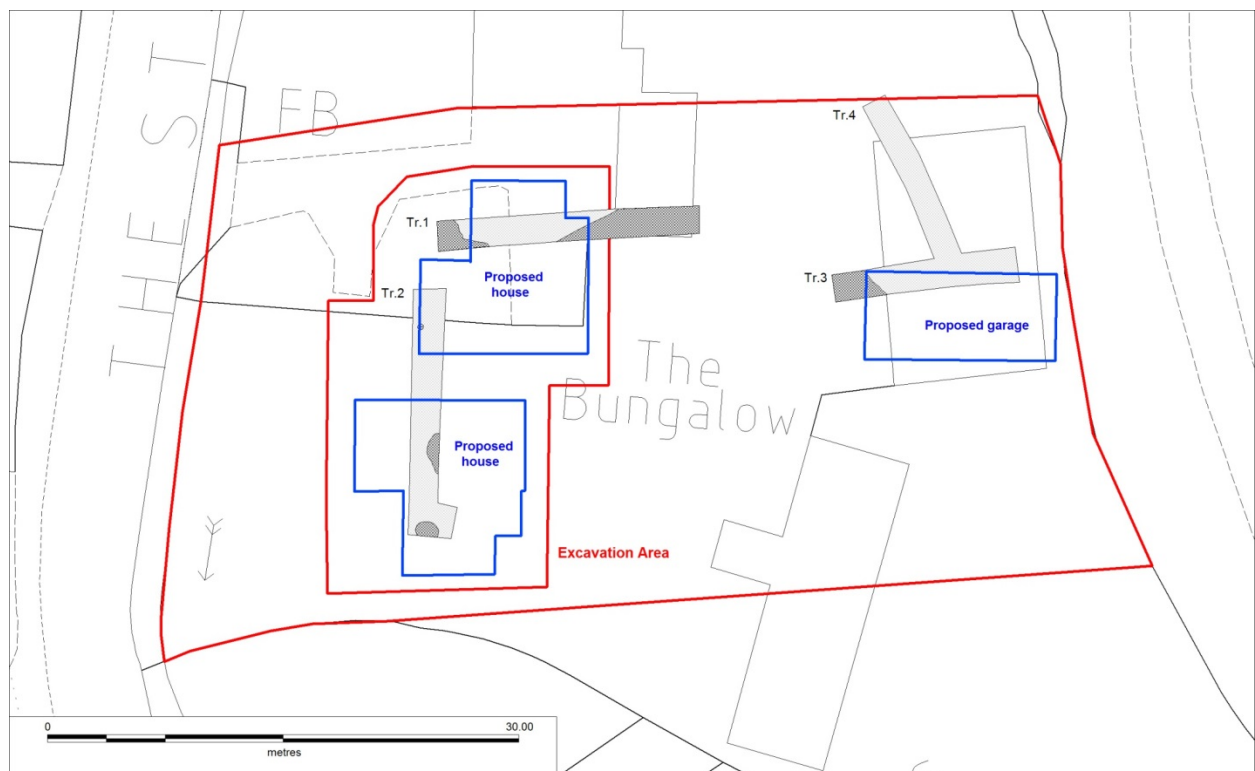 THE ST
FB
Tr.4
Tr.1
Proposed
house
Tr.2
Tr.3
Proposed garage
The
Bungalow
Proposed
house
Excavation Area
0 30.00
metres